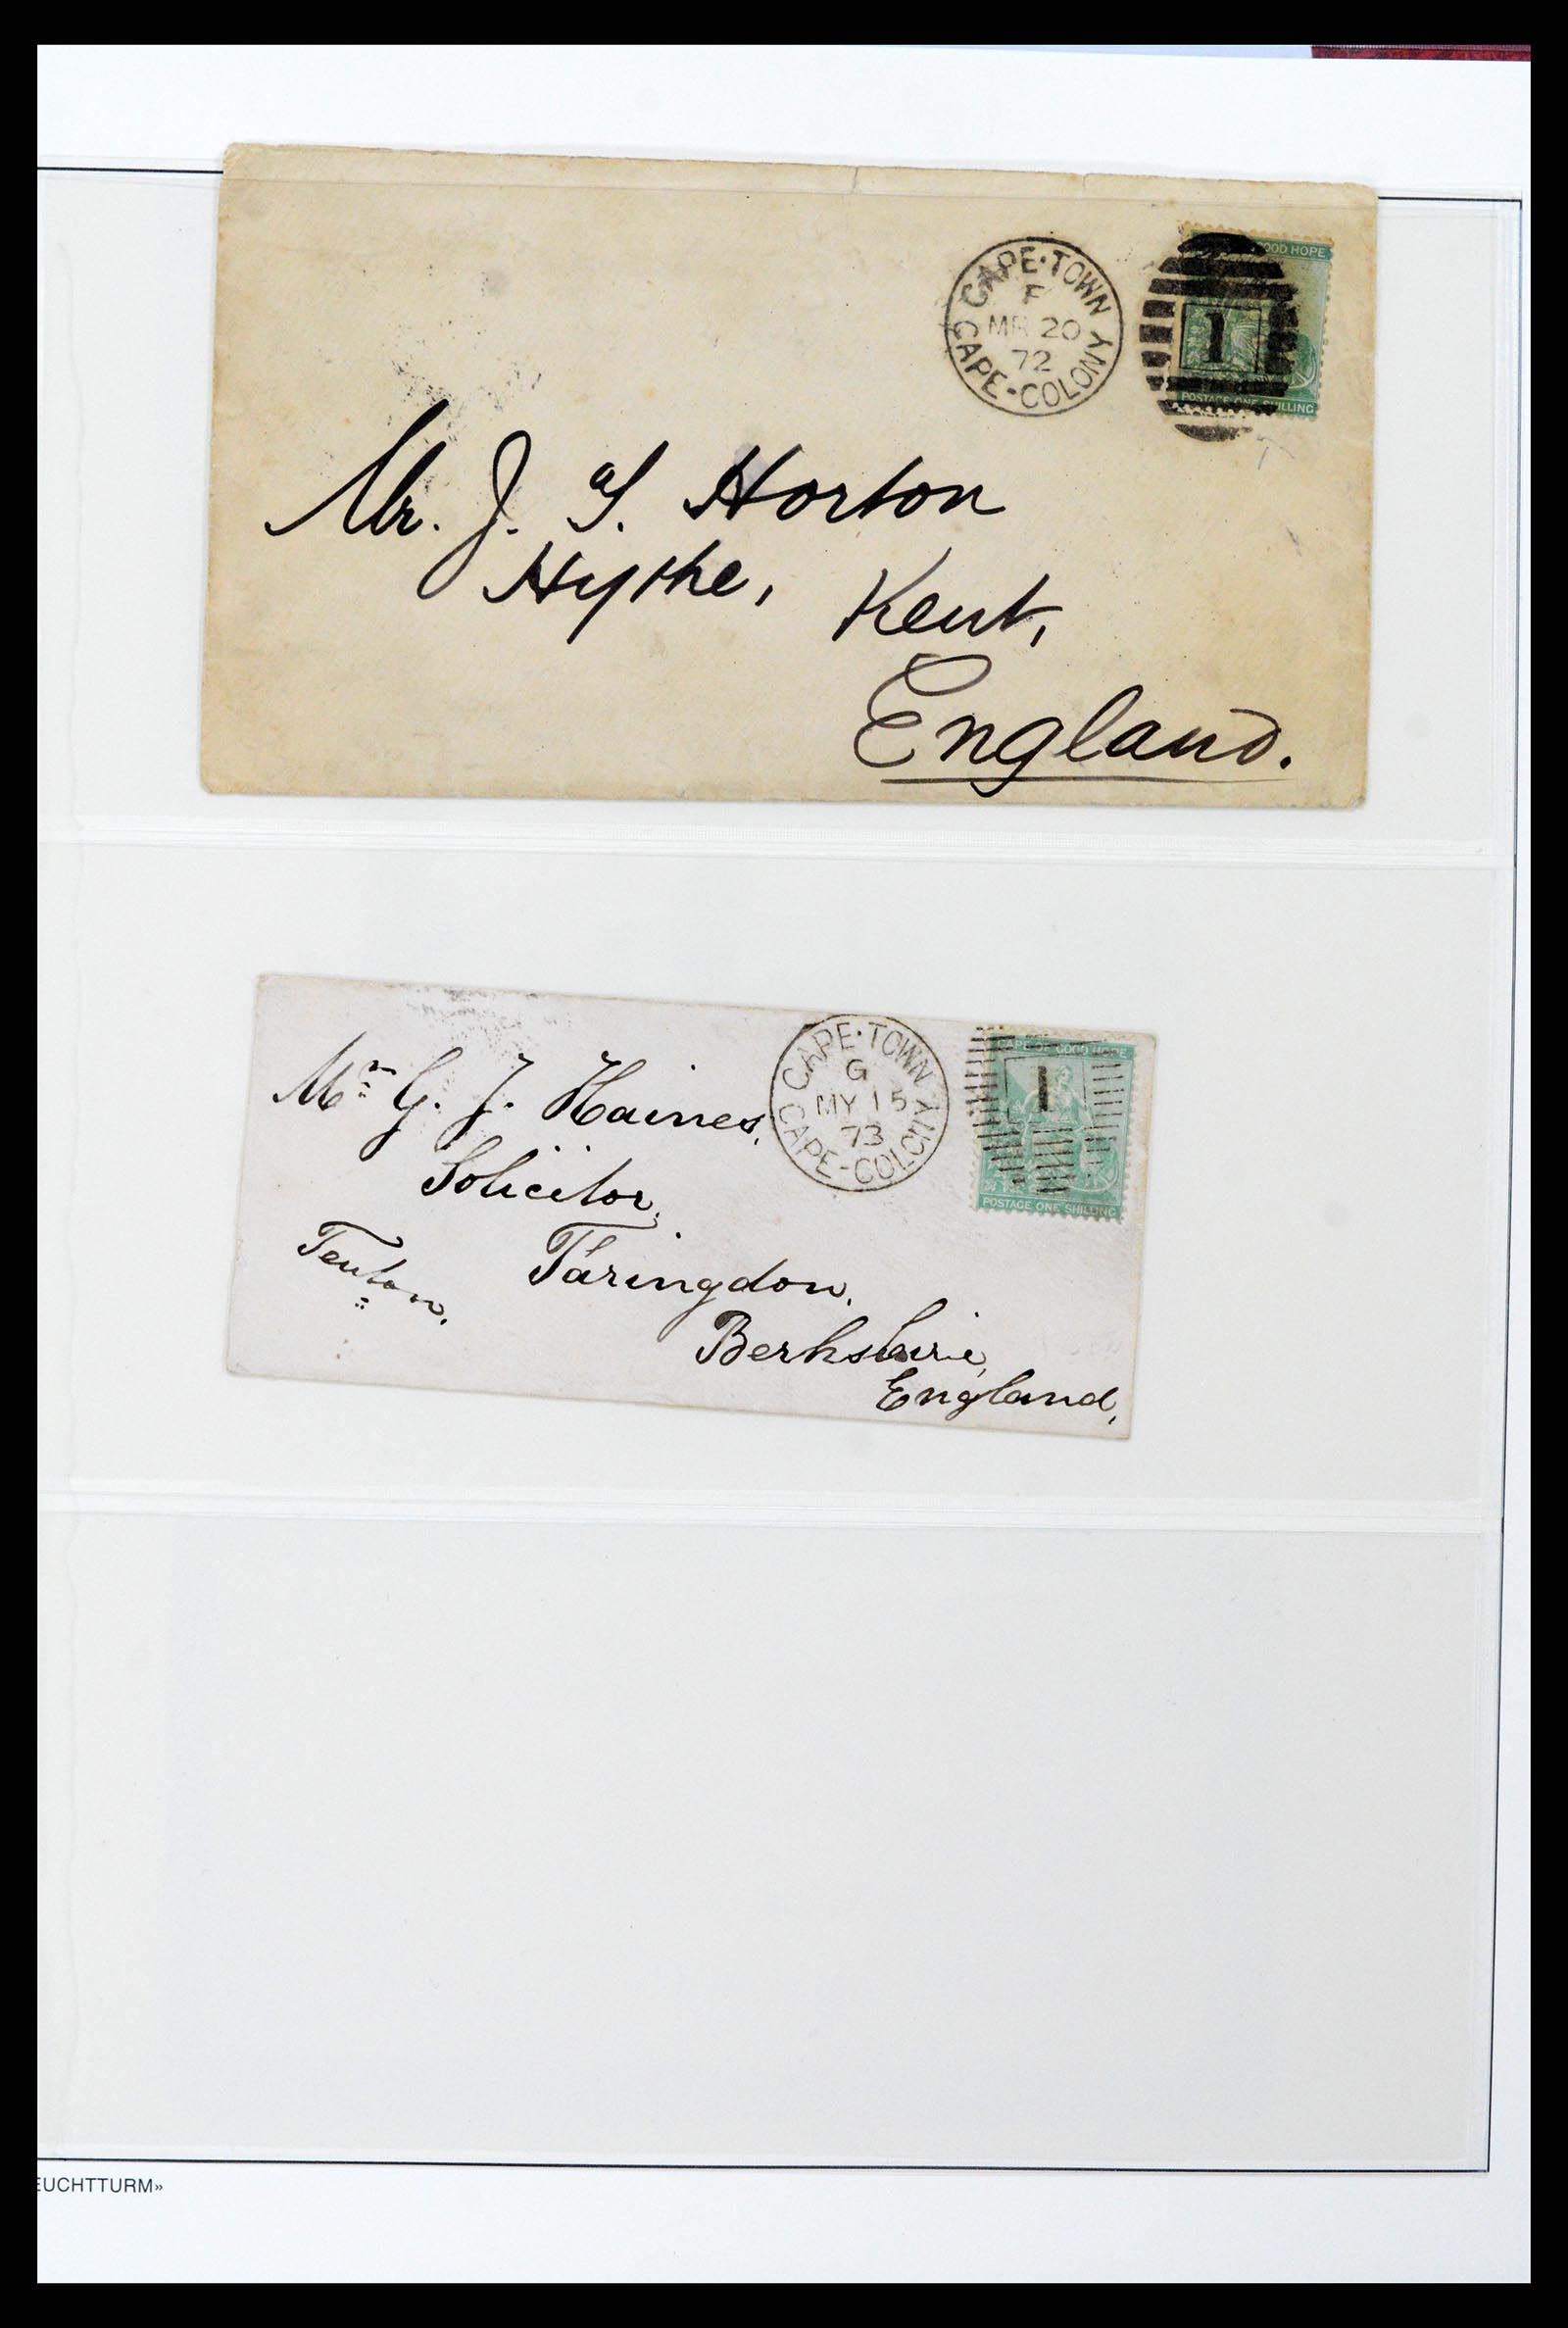 CAPE·TOWN
F
MR 20
72
CAPE-COLONY
GOOD HOPE
1
POSTAGE ONE SHILLING
Mr. J. S. Horton
Hythe, Kent,
England.
CAPE·TOWN
G
MY 15
73
CAPE-COLONY
CAPE OF GOOD HOPE
1
POSTAGE ONE SHILLING
Mr G. J. Haines,
Solicitor,
Faringdon,
Berkshire,
England,
EUCHTTURM»